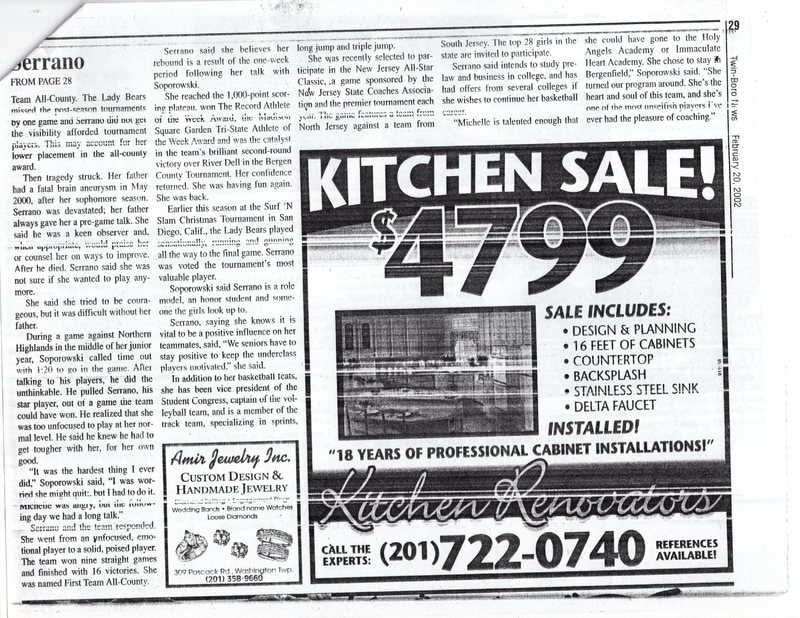 Serrano
FROM PAGE 28
Team All-County. The Lady Bears
missed the post-season tournaments
by one game and Serrano did not get
the visibility afforded tournament
players. This may account for her
lower placement in the all-county
award.
Then tragedy struck. Her father
had a fatal brain aneurysm in May
2000, after her sophomore season.
Serrano was devastated; her father
always gave her a pre-game talk. She
said he was a keen observer and,
when appropriate, would praise her
or counsel her on ways to improve.
After he died. Serrano said she was
not sure if she wanted to play any-
more.
She said she tried to be coura-
geous, but it was difficult without her
father.
During a game against Northern
Highlands in the middle of her junior
year, Soporowski called time out
with 1:20 to go in the game. After
talking to his players, he did the
unthinkable. He pulled Serrano, his
star player, out of a game the team
could have won. He realized that she
was too unfocused to play at her nor-
mal level. He said he knew he had to
get tougher with her, for her own
good.
"It was the hardest thing I ever
did," Soporowski said, "I was wor-
ried she might quit:, but I had to do it.
Michelle was angry, but the follow-
ing day we had a long talk."
Serrano and the team responded.
She went from an unfocused, emo-
tional player to a solid, poised player.
The team won nine straight games
and finished with 16 victories. She
was named First Team All-County.
Serrano said she believes her
rebound is a result of the one-week
period following her talk with
Soporowski.
She reached the 1,000-point scor-
ing plateau, won The Record Athlete
of the Week Award, the Madison
Square Garden Tri-State Athlete of
the Week Award and was the catalyst
in the team's brilliant second-round
victory over River Dell in the Bergen
County Tournament. Her confidence
returned. She was having fun again.
She was back.
Earlier this season at the Surf 'N
Slam Christmas Tournament in San
Diego, Calif., the Lady Bears played
sensationally, running and gunning
all the way to the final game. Serrano
was voted the tournament's most
valuable player.
Soporowski said Serrano is a role
model, an honor student and some-
one the girls look up to.
Serrano, saying she knows it is
vital to be a positive influence on her
teammates, said, "We seniors have to
stay positive to keep the underclass
players motivated," she said.
In addition to her basketball feats,
she has been vice president of the
Student Congress, captain of the vol-
leyball team, and is a member of the
track team, specializing in sprints,
long jump and triple jump.
She was recently selected to par-
ticipate in the New Jersey All-Star
Classic, a game sponsored by the
New Jersey State Coaches Associa-
tion and the premier tournament each
year. The game features a team from
North Jersey against a team from
South Jersey. The top 28 girls in the
state are invited to participate.
Serrano said intends to study pre-
law and business in college, and has
had offers from several colleges if
she wishes to continue her basketball
career.
"Michelle is talented enough that
she could have gone to the Holy
Angels Academy or Immaculate
Heart Academy. She chose to stay in
Bergenfield," Soporowski said. "She
turned our program around. She's the
heart and soul of this team, and she's
one of the most unselfish players I've
ever had the pleasure of coaching."
29
Twin-Boro News February 20, 2002
Amir Jewelry Inc.
CUSTOM DESIGN &
HANDMADE JEWELRY
Wedding Bands • Brand name Watches
Loose Diamonds
309 Pascack Rd., Washington Twp.
(201) 358-9660
KITCHEN SALE!
$4799
SALE INCLUDES:
• DESIGN & PLANNING
• 16 FEET OF CABINETS
• COUNTERTOP
• BACKSPLASH
• STAINLESS STEEL SINK
• DELTA FAUCET
INSTALLED!
"18 YEARS OF PROFESSIONAL CABINET INSTALLATIONS!"
Kitchen Renovators
CALL THE
EXPERTS:
(201) 722-0740
REFERENCES
AVAILABLE!